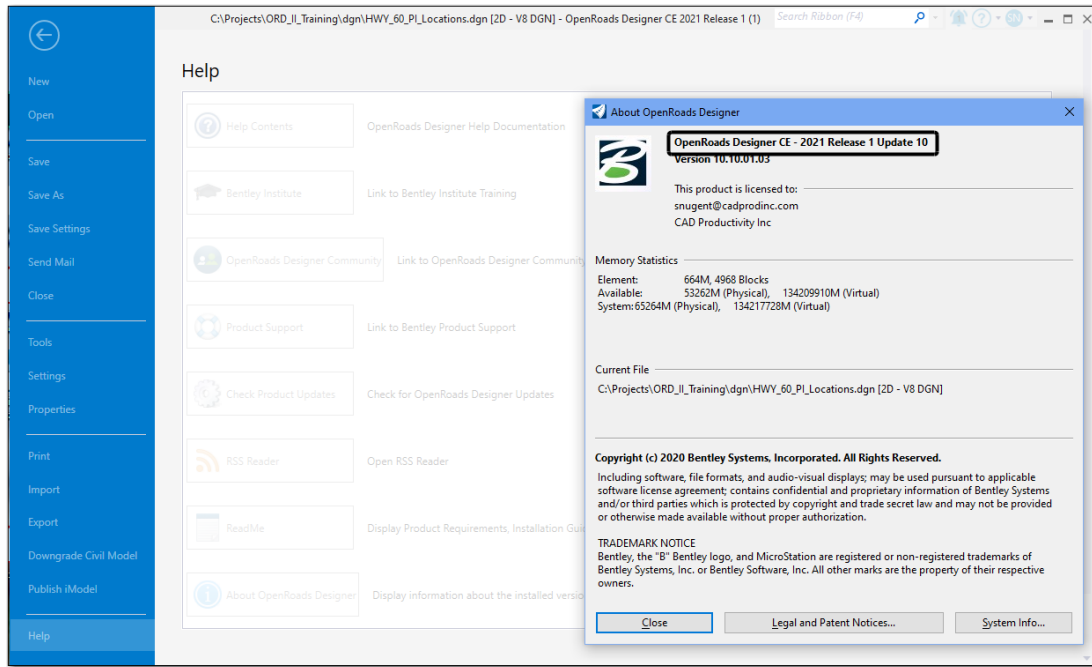 C:\Projects\ORD_II_Training\dgn\HWY_60_PI_Locations.dgn [2D - V8 DGN] - OpenRoads Designer CE 2021 Release 1 (1)
Search Ribbon (F4)
SN
New
Open
Save
Save As
Save Settings
Send Mail
Close
Tools
Settings
Properties
Print
Import
Export
Downgrade Civil Model
Publish iModel
Help
Help
Help Contents
OpenRoads Designer Help Documentation
Bentley Institute
Link to Bentley Institute Training
OpenRoads Designer Community
Link to OpenRoads Designer Community
Product Support
Link to Bentley Product Support
Check Product Updates
Check for OpenRoads Designer Updates
RSS Reader
Open RSS Reader
ReadMe
Display Product Requirements, Installation Gui
About OpenRoads Designer
Display information about the installed versio
About OpenRoads Designer
OpenRoads Designer CE - 2021 Release 1 Update 10
Version 10.10.01.03
This product is licensed to:
snugent@cadprodinc.com
CAD Productivity Inc
Memory Statistics
Element: 664M, 4968 Blocks
Available: 53262M (Physical), 134209910M (Virtual)
System: 65264M (Physical), 134217728M (Virtual)
Current File
C:\Projects\ORD_II_Training\dgn\HWY_60_PI_Locations.dgn [2D - V8 DGN]
Copyright (c) 2020 Bentley Systems, Incorporated. All Rights Reserved.
Including software, file formats, and audio-visual displays; may be used pursuant to applicable
software license agreement; contains confidential and proprietary information of Bentley Systems
and/or third parties which is protected by copyright and trade secret law and may not be provided
or otherwise made available without proper authorization.
TRADEMARK NOTICE
Bentley, the "B" Bentley logo, and MicroStation are registered or non-registered trademarks of
Bentley Systems, Inc. or Bentley Software, Inc. All other marks are the property of their respective
owners.
Close
Legal and Patent Notices...
System Info...